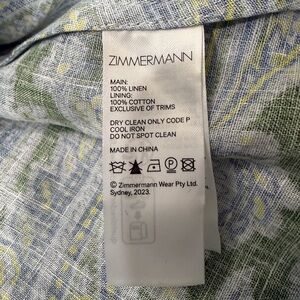 ZIMMERMANN
MAIN:
100% LINEN
LINING:
100% COTTON
EXCLUSIVE OF TRIMS
DRY CLEAN ONLY CODE P
COOL IRON
DO NOT SPOT CLEAN
MADE IN CHINA
P
© Zimmermann Wear Pty Ltd.
Sydney, 2023.